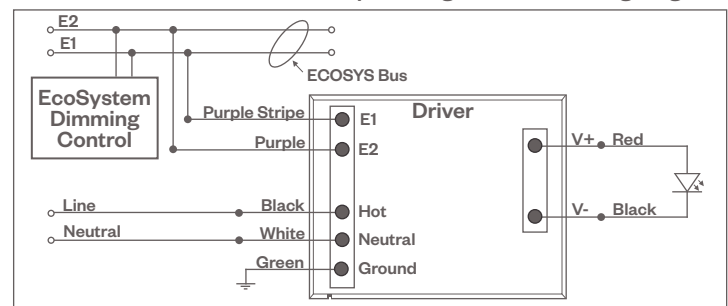 E2
E1
ECOSYS Bus
EcoSystem
Dimming
Control
Driver
Purple Stripe
E1
Purple
E2
V+
Red
V-
Black
Line
Black
Hot
Neutral
White
Neutral
Green
Ground